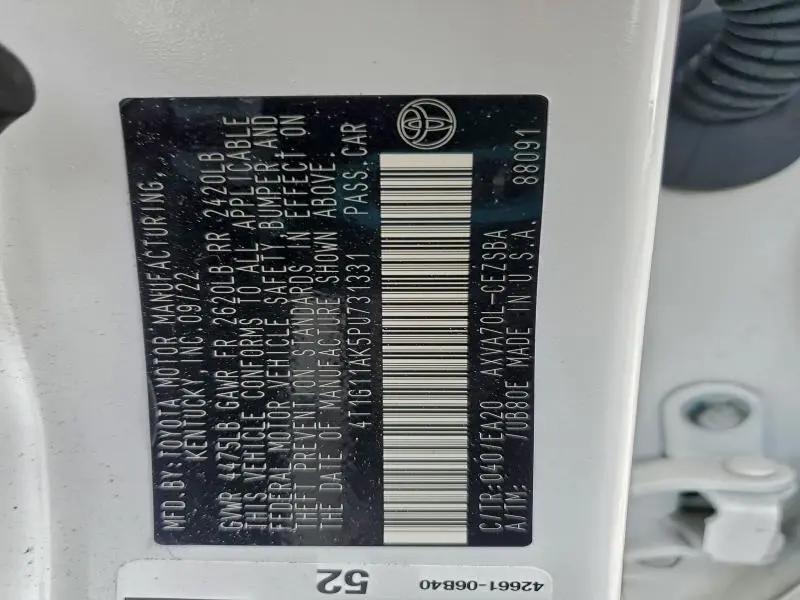 MFD.BY: TOYOTA MOTOR MANUFACTURING,
KENTUCKY, INC. 09/22
GVWR 4475LB GAWR FR 2620LB RR 2420LB
THIS VEHICLE CONFORMS TO ALL APPLICABLE
FEDERAL MOTOR VEHICLE SAFETY, BUMPER, AND
THEFT PREVENTION STANDARDS IN EFFECT ON
THE DATE OF MANUFACTURE SHOWN ABOVE.
4T1G11AK5PU731331 PASS. CAR
C/TR: 040/EA20 AXVA70L-CEZSBA
A/TM: /UB80E MADE IN U.S.A. 88091
52
42661-06B40